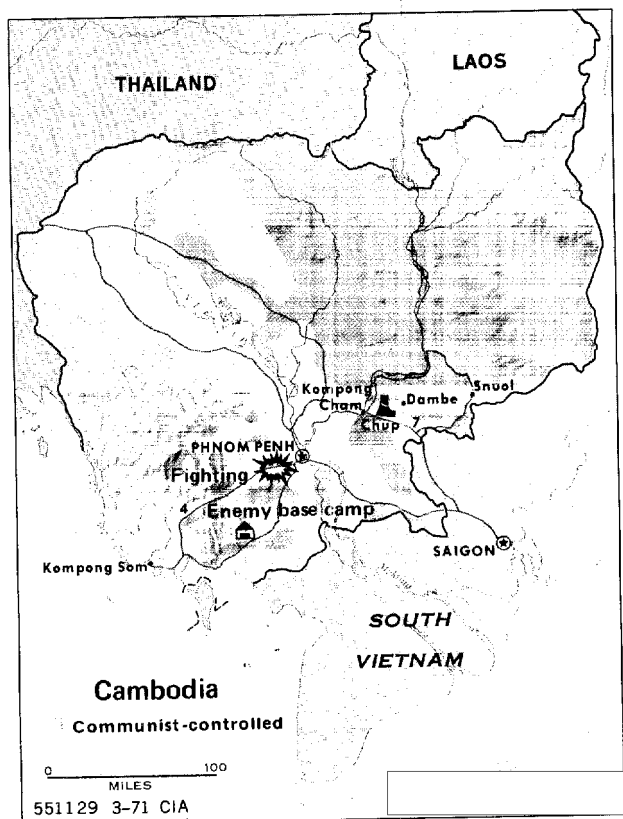 THAILAND
LAOS
Kompong
Cham
Dambe
Snuol
Chup
7
PHNOM PENH
Fighting
4
Enemy base camp
SAIGON
Kompong Som
SOUTH
VIETNAM
Cambodia
Communist-controlled
0 100
MILES
551129 3-71 CIA